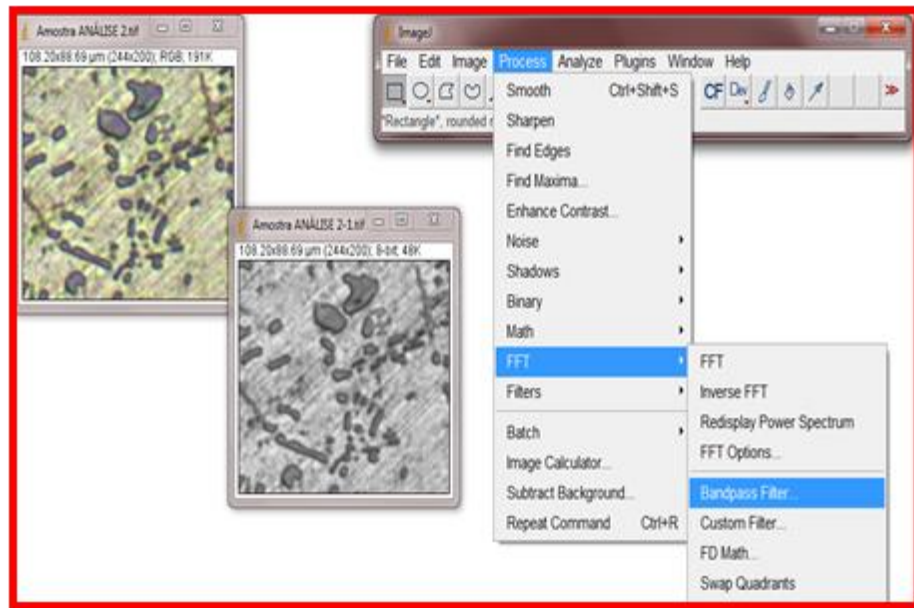 Amostra ANÁLISE 2.tif
108.20x88.69 µm (244x200); RGB; 191K
ImageJ
File Edit Image Process Analyze Plugins Window Help
CF Dev
*Rectangle*, rounded
Smooth Ctrl+Shift+S
Sharpen
Find Edges
Find Maxima...
Enhance Contrast...
Noise
Shadows
Binary
Math
FFT
Filters
Batch
Image Calculator...
Subtract Background...
Repeat Command Ctrl+R
Amostra ANÁLISE 2-1.tif
108.20x88.69 µm (244x200); 8-bit; 48K
FFT
Inverse FFT
Redisplay Power Spectrum
FFT Options...
Bandpass Filter...
Custom Filter...
FD Math...
Swap Quadrants